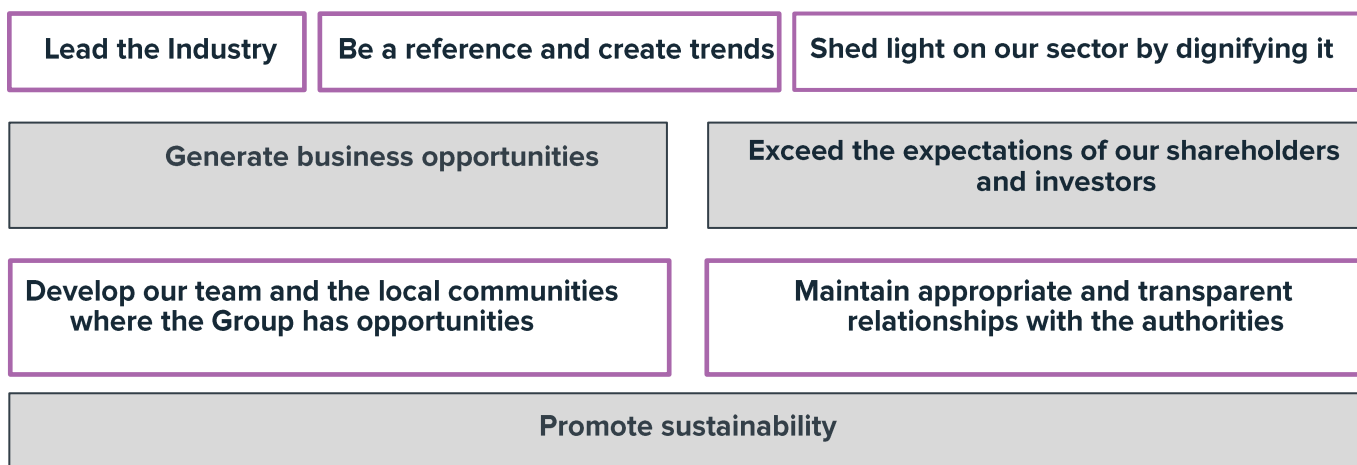 Lead the Industry
Be a reference and create trends
Shed light on our sector by dignifying it
Generate business opportunities
Exceed the expectations of our shareholders
and investors
Develop our team and the local communities
where the Group has opportunities
Maintain appropriate and transparent
relationships with the authorities
Promote sustainability